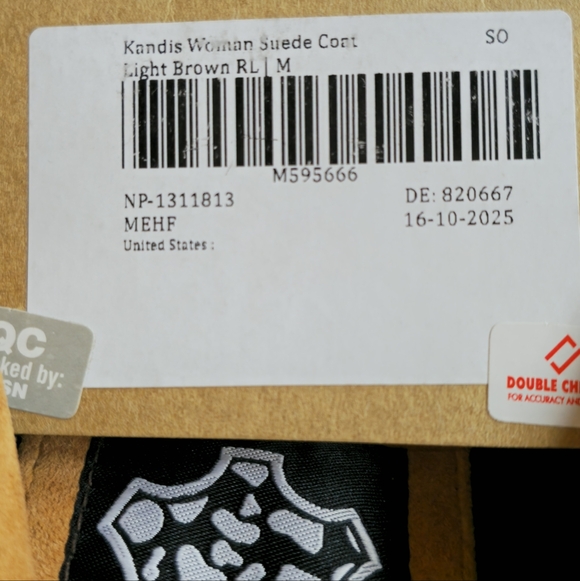 Kandis Woman Suede Coat
SO
Light Brown RL | M
M595666
NP-1311813
DE: 820667
MEHF
16-10-2025
United States :
QC
ked by:
SN
DOUBLE CH
FOR ACCURACY AN